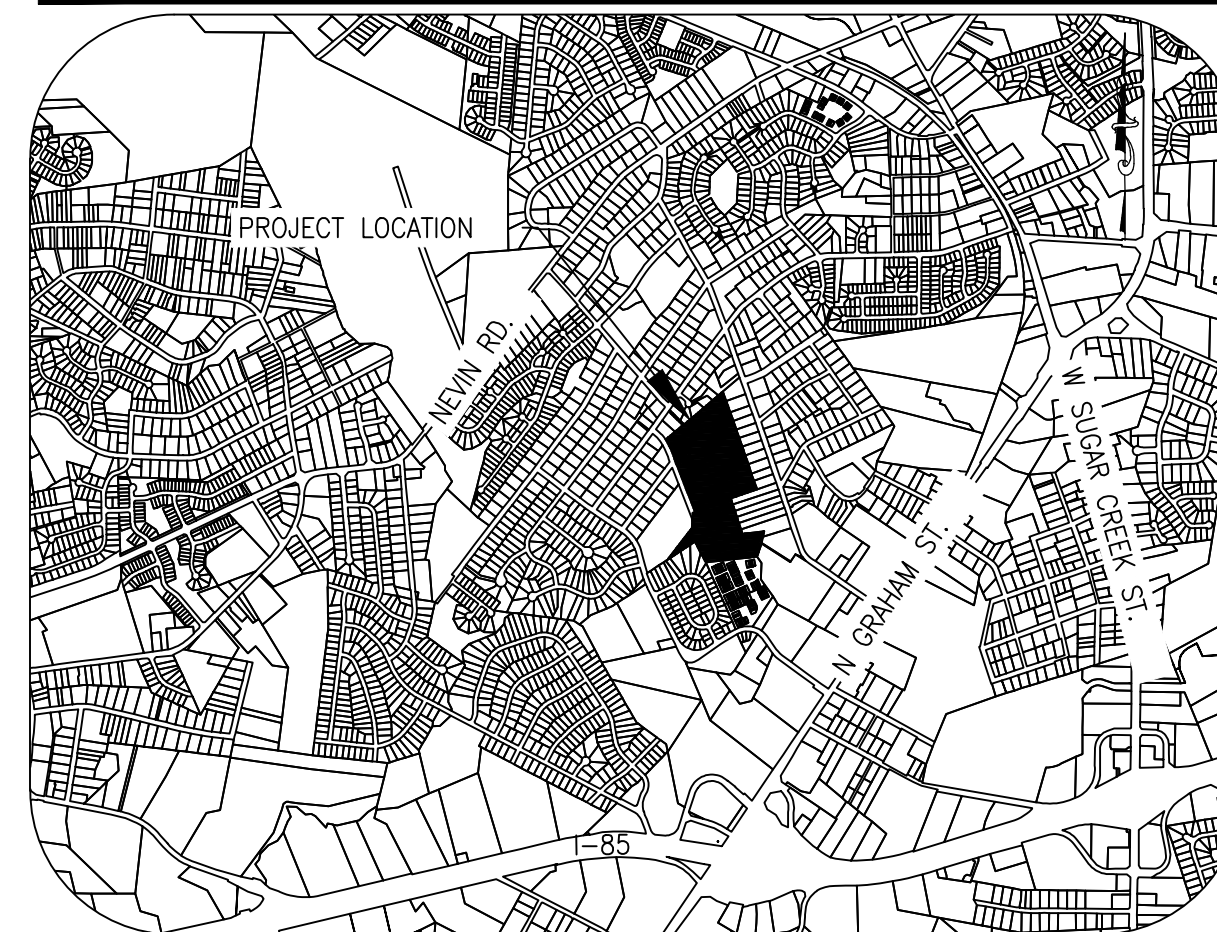 PROJECT LOCATION
NEVIN RD.
W SUGAR CREEK ST.
N GRAHAM ST.
I-85